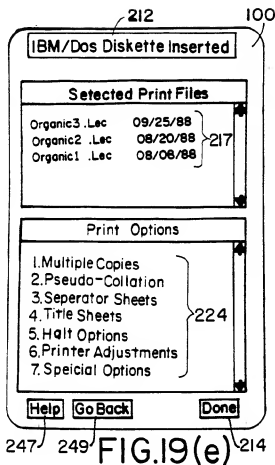 212
100
IBM/Dos Diskette Inserted
Selected Print Files
Organic3 .Lec 09/25/88
Organic2 .Lec 08/20/88
Organic1 .Lec 08/06/88
217
Print Options
1.Multiple Copies
2.Pseudo-Collation
3.Seperator Sheets
4.Title Sheets
5.Halt Options
6.Printer Adjustments
7.Speicial Options
224
Help Go Back Done
247 249 FIG.19(e) 214